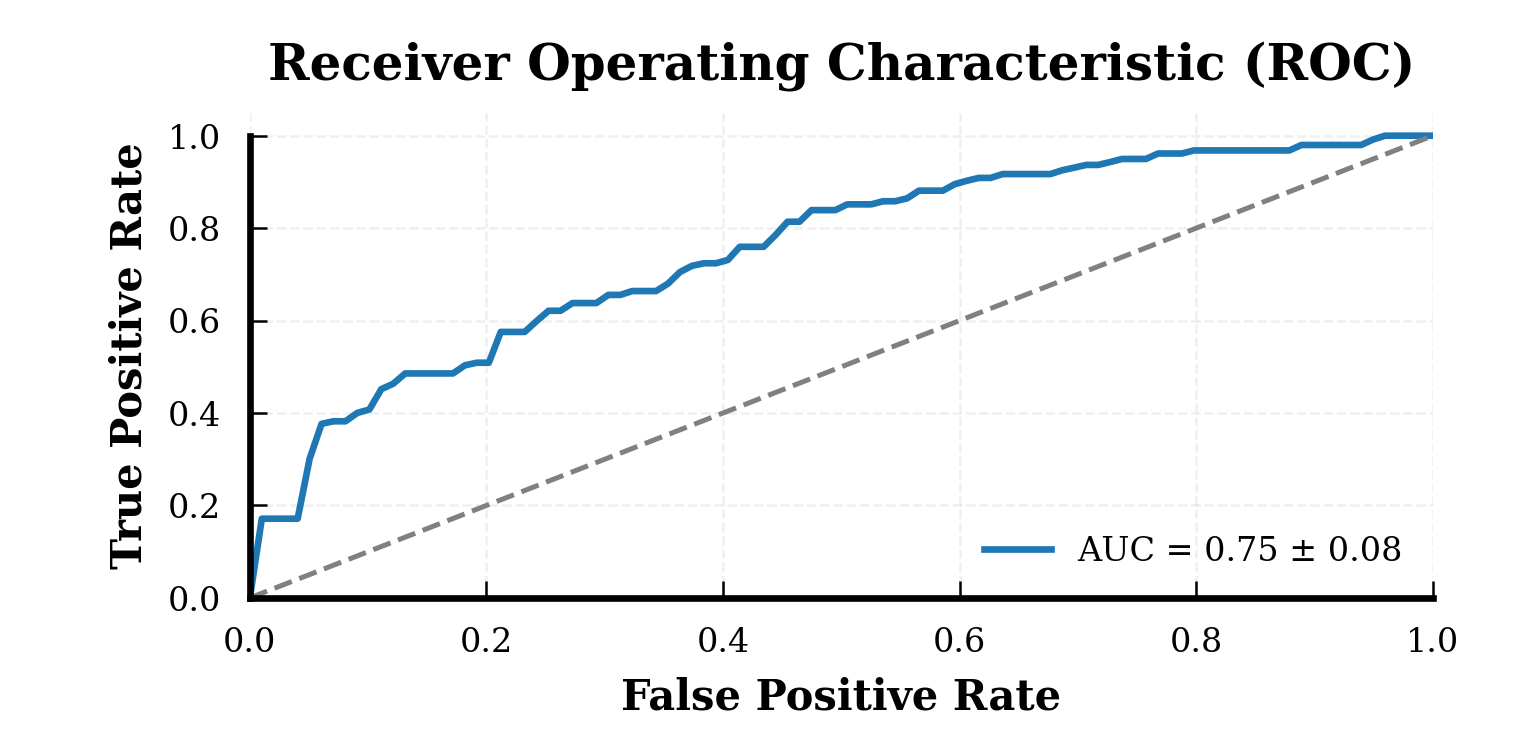 Receiver Operating Characteristic (ROC)
True Positive Rate
1.0
0.8
0.6
0.4
0.2
0.0
AUC = 0.75 ± 0.08
0.0 0.2 0.4 0.6 0.8 1.0
False Positive Rate